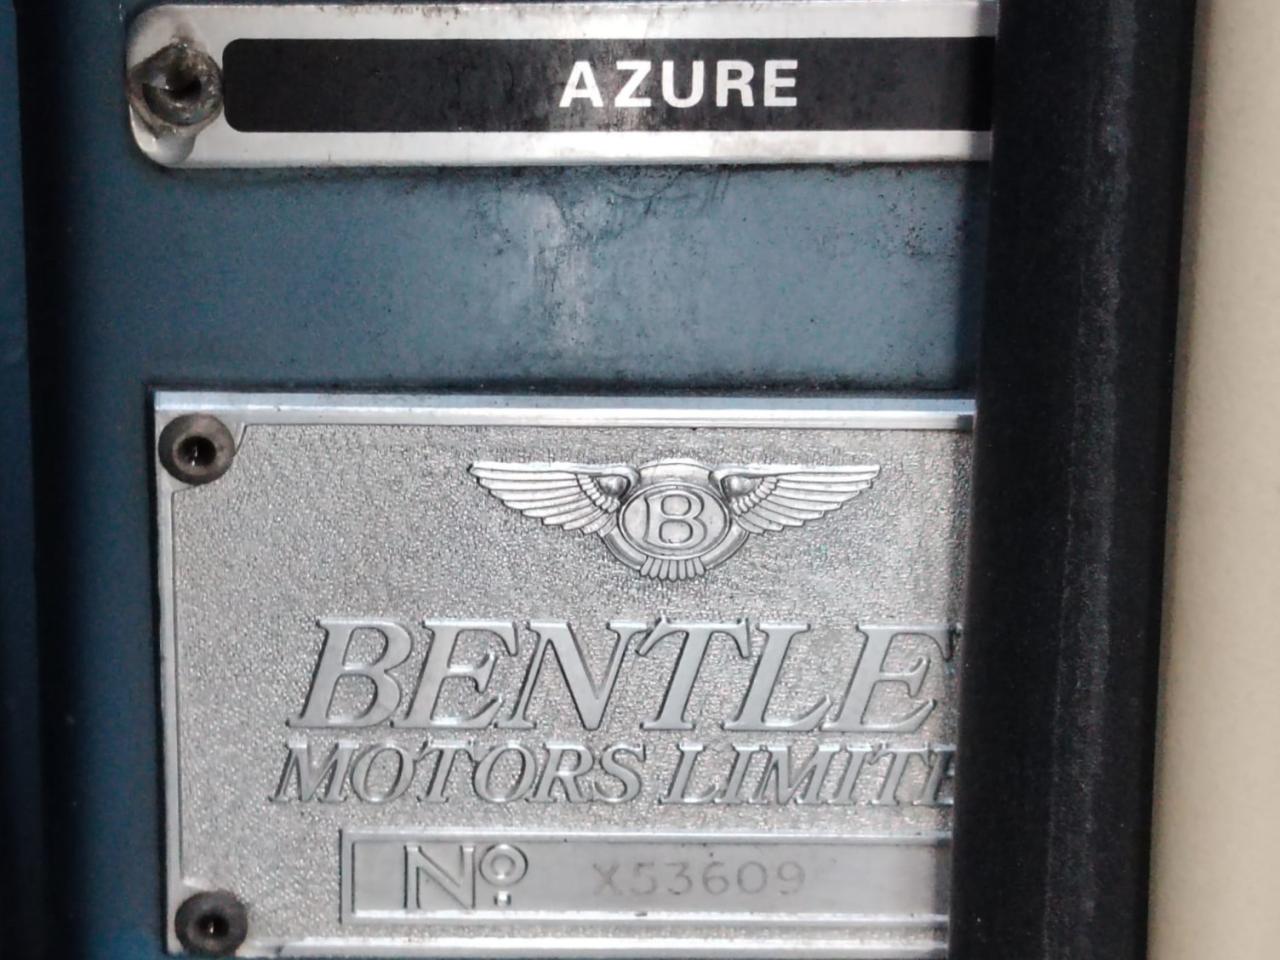 AZURE
B
BENTLE
MOTORS LIMITE
Nº X53609